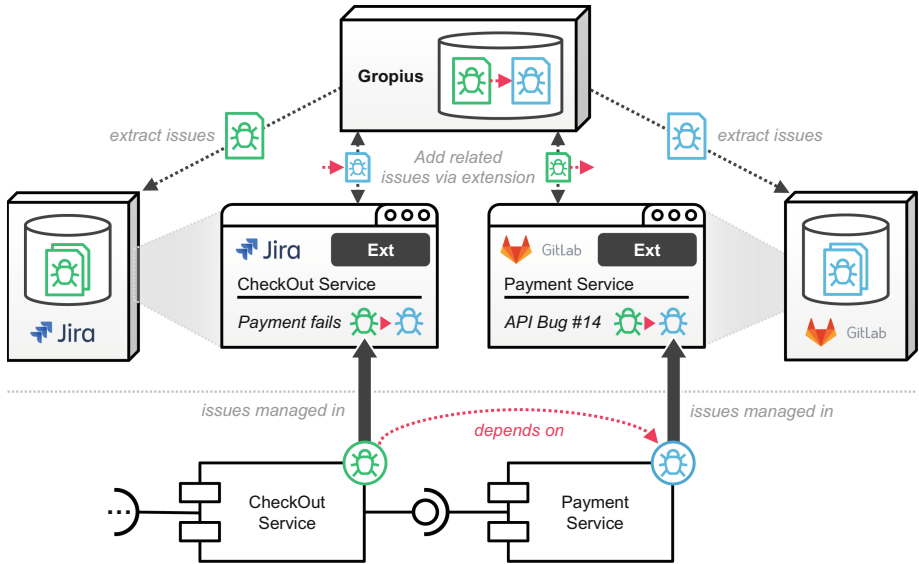 Gropius
extract issues
extract issues
Add related
issues via extension
Jira
Ext
CheckOut Service
Payment fails
GitLab
Ext
Payment Service
API Bug #14
Jira
GitLab
issues managed in
depends on
issues managed in
...
CheckOut
Service
Payment
Service